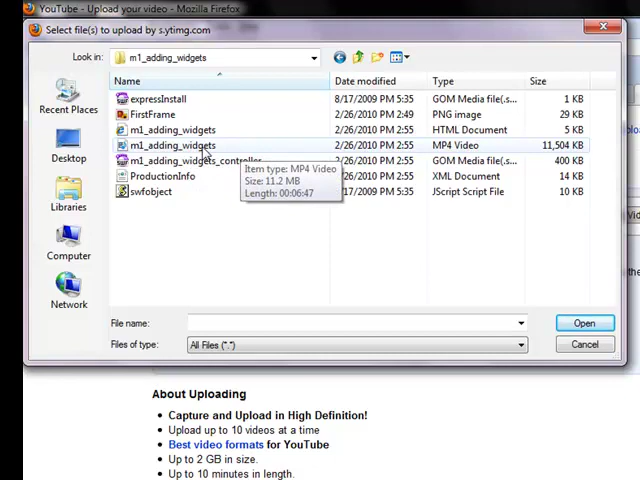 YouTube - Upload your video - Mozilla Firefox
Select file(s) to upload by s.ytimg.com
Look in: m1_adding_widgets
Name Date modified Type Size
expressInstall 8/17/2009 PM 5:35 GOM Media file(.s... 1 KB
FirstFrame 2/26/2010 PM 2:55 PNG image 29 KB
m1_adding_widgets 2/26/2010 PM 2:55 HTML Document 5 KB
m1_adding_widgets 2/26/2010 PM 2:55 MP4 Video 11,504 KB
m1_adding_widgets_controller 2/26/2010 PM 2:55 GOM Media file(.s... 400 KB
ProductionInfo 2/26/2010 PM 2:55 XML Document 14 KB
swfobject 17/2009 PM 5:35 JScript Script File 10 KB
Item type: MP4 Video
Size: 11.2 MB
Length: 00:06:47
Recent Places
Desktop
Libraries
Computer
Network
File name: Open
Files of type: All Files (*.*) Cancel
About Uploading
• Capture and Upload in High Definition!
• Upload up to 10 videos at a time
• Best video formats for YouTube
• Up to 2 GB in size.
• Up to 10 minutes in length.